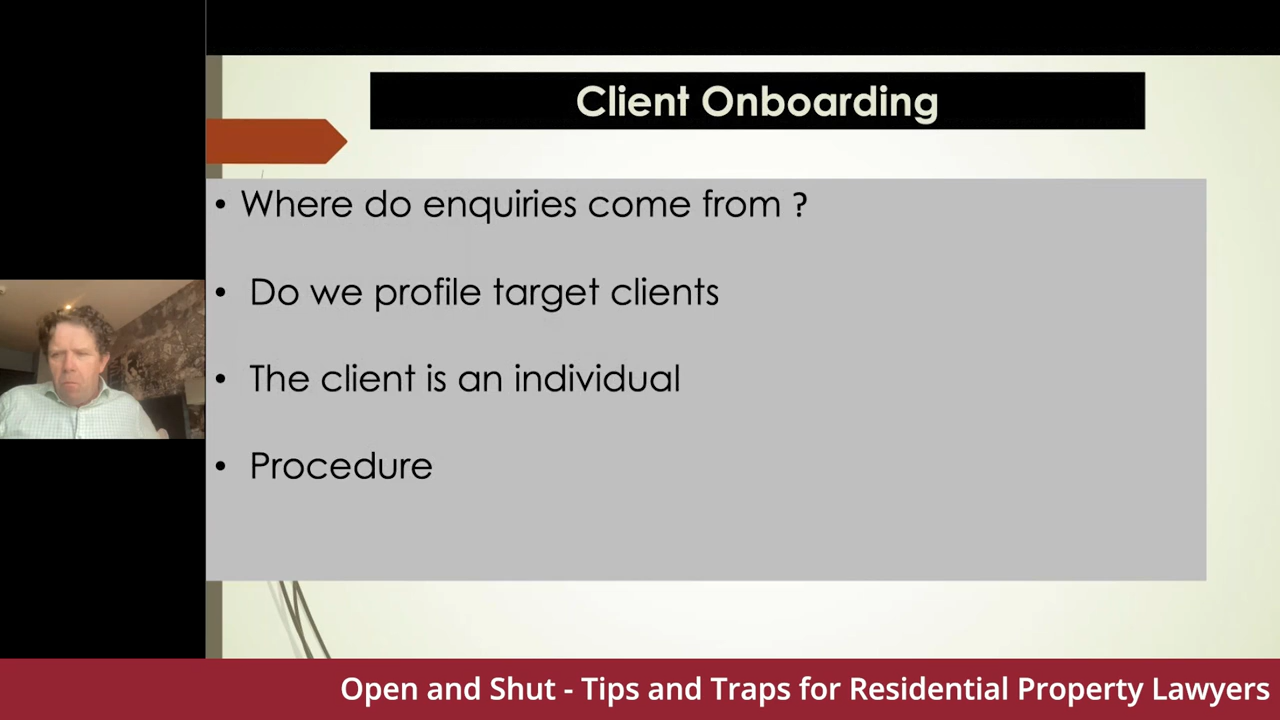 Client Onboarding
• Where do enquiries come from ?
• Do we profile target clients
• The client is an individual
• Procedure
Open and Shut - Tips and Traps for Residential Property Lawyers